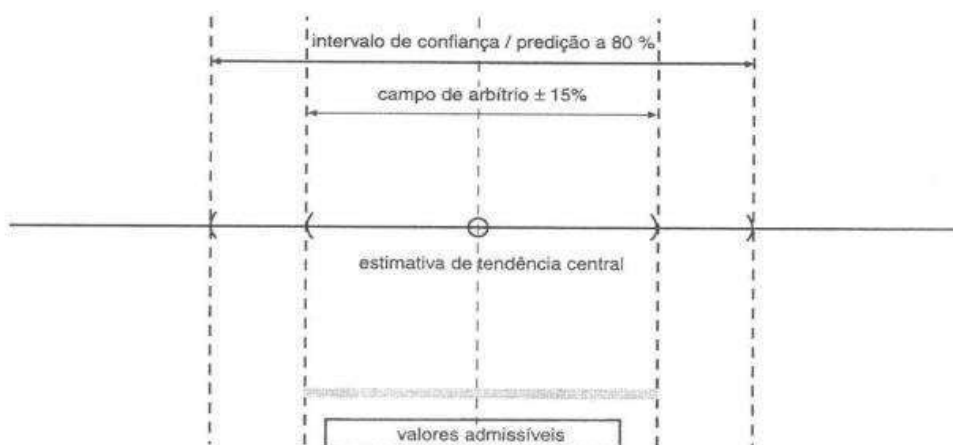 intervalo de confiança / predição a 80 %
campo de arbítrio ± 15%
estimativa de tendência central
valores admissíveis